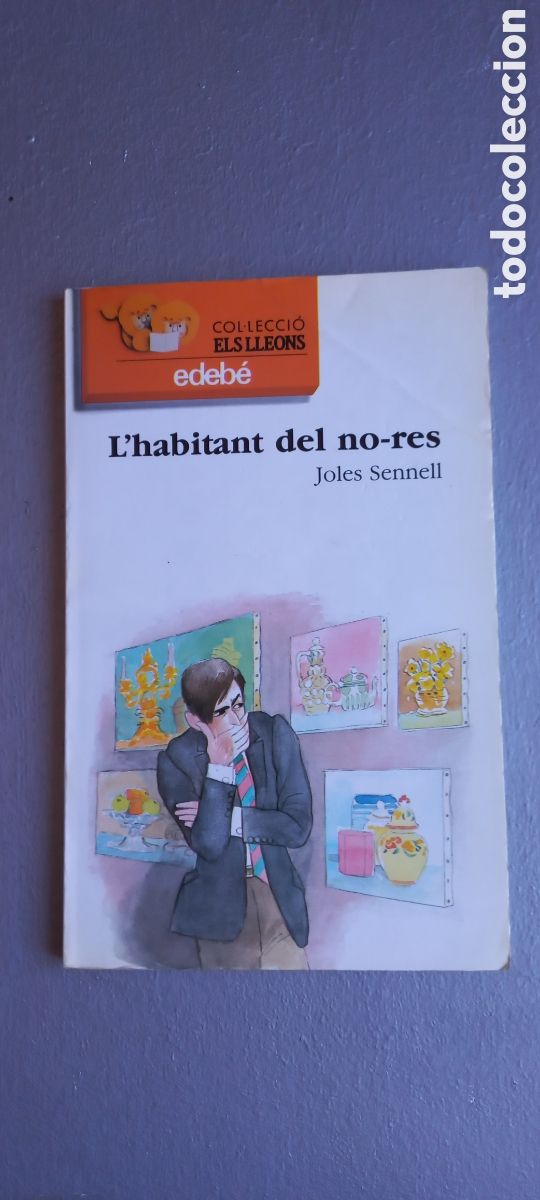 todocoleccion
COL·LECCIÓ
ELS LLEONS
edebé
L'habitant del no-res
Joles Sennell